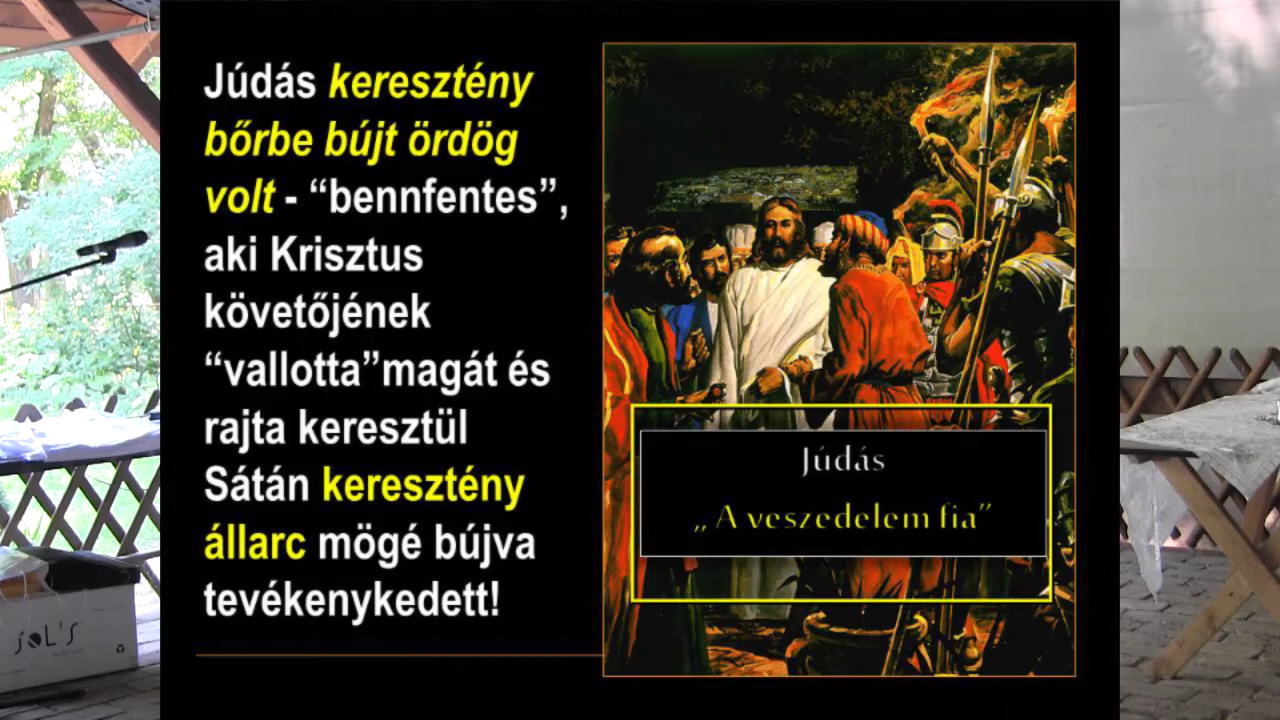 Júdás keresztény
bőrbe bújt ördög
volt - “bennfentes”,
aki Krisztus
követőjének
“vallotta”magát és
rajta keresztül
Sátán keresztény
állarc mögé bújva
tevékenykedett!
Júdás
„A veszedelem fia”
SOL'S